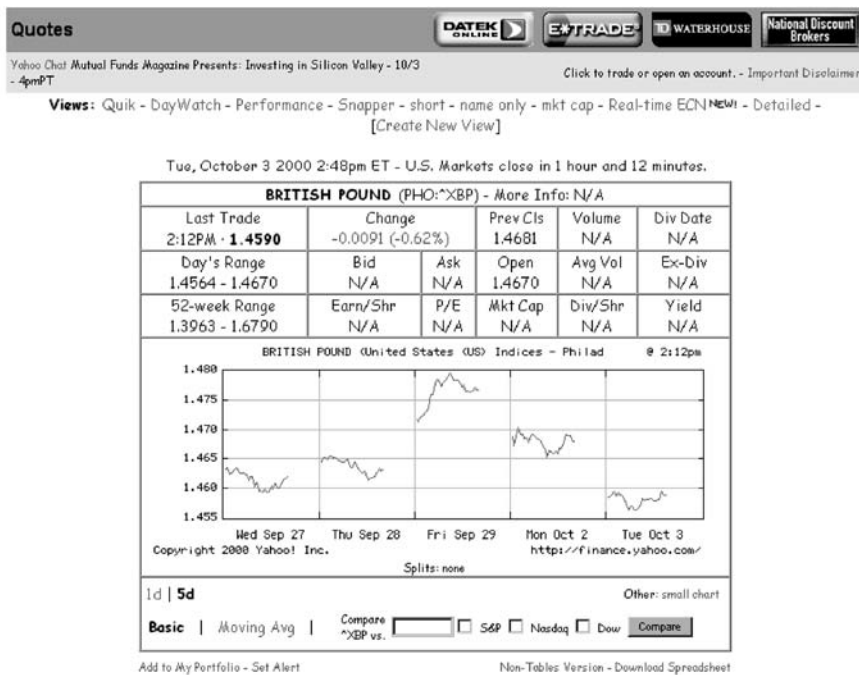 Quotes
DATEK ONLINE
E*TRADE
TD WATERHOUSE
National Discount Brokers
Yahoo Chat Mutual Funds Magazine Presents: Investing in Silicon Valley - 10/3 - 4pmPT
Click to trade or open an account. - Important Disclaimer
Views: Quik - DayWatch - Performance - Snapper - short - name only - mkt cap - Real-time ECN NEW! - Detailed -
[Create New View]
Tue, October 3 2000 2:48pm ET - U.S. Markets close in 1 hour and 12 minutes.
BRITISH POUND (PHO:^XBP) - More Info: N/A
Last Trade Change Prev Cls Volume Div Date
2:12PM · 1.4590 -0.0091 (-0.62%) 1.4681 N/A N/A
Day's Range Bid Ask Open Avg Vol Ex-Div
1.4564 - 1.4670 N/A N/A 1.4670 N/A N/A
52-week Range Earn/Shr P/E Mkt Cap Div/Shr Yield
1.3963 - 1.6790 N/A N/A N/A N/A N/A
BRITISH POUND (United States (US) Indices - Philad @ 2:12pm
1.480
1.475
1.470
1.465
1.460
1.455
Wed Sep 27 Thu Sep 28 Fri Sep 29 Mon Oct 2 Tue Oct 3
Copyright 2000 Yahoo! Inc. http://finance.yahoo.com/
Splits: none
1d | 5d Other: small chart
Basic | Moving Avg | Compare ^XBP vs. S&P Nasdaq Dow Compare
Add to My Portfolio - Set Alert Non-Tables Version - Download Spreadsheet